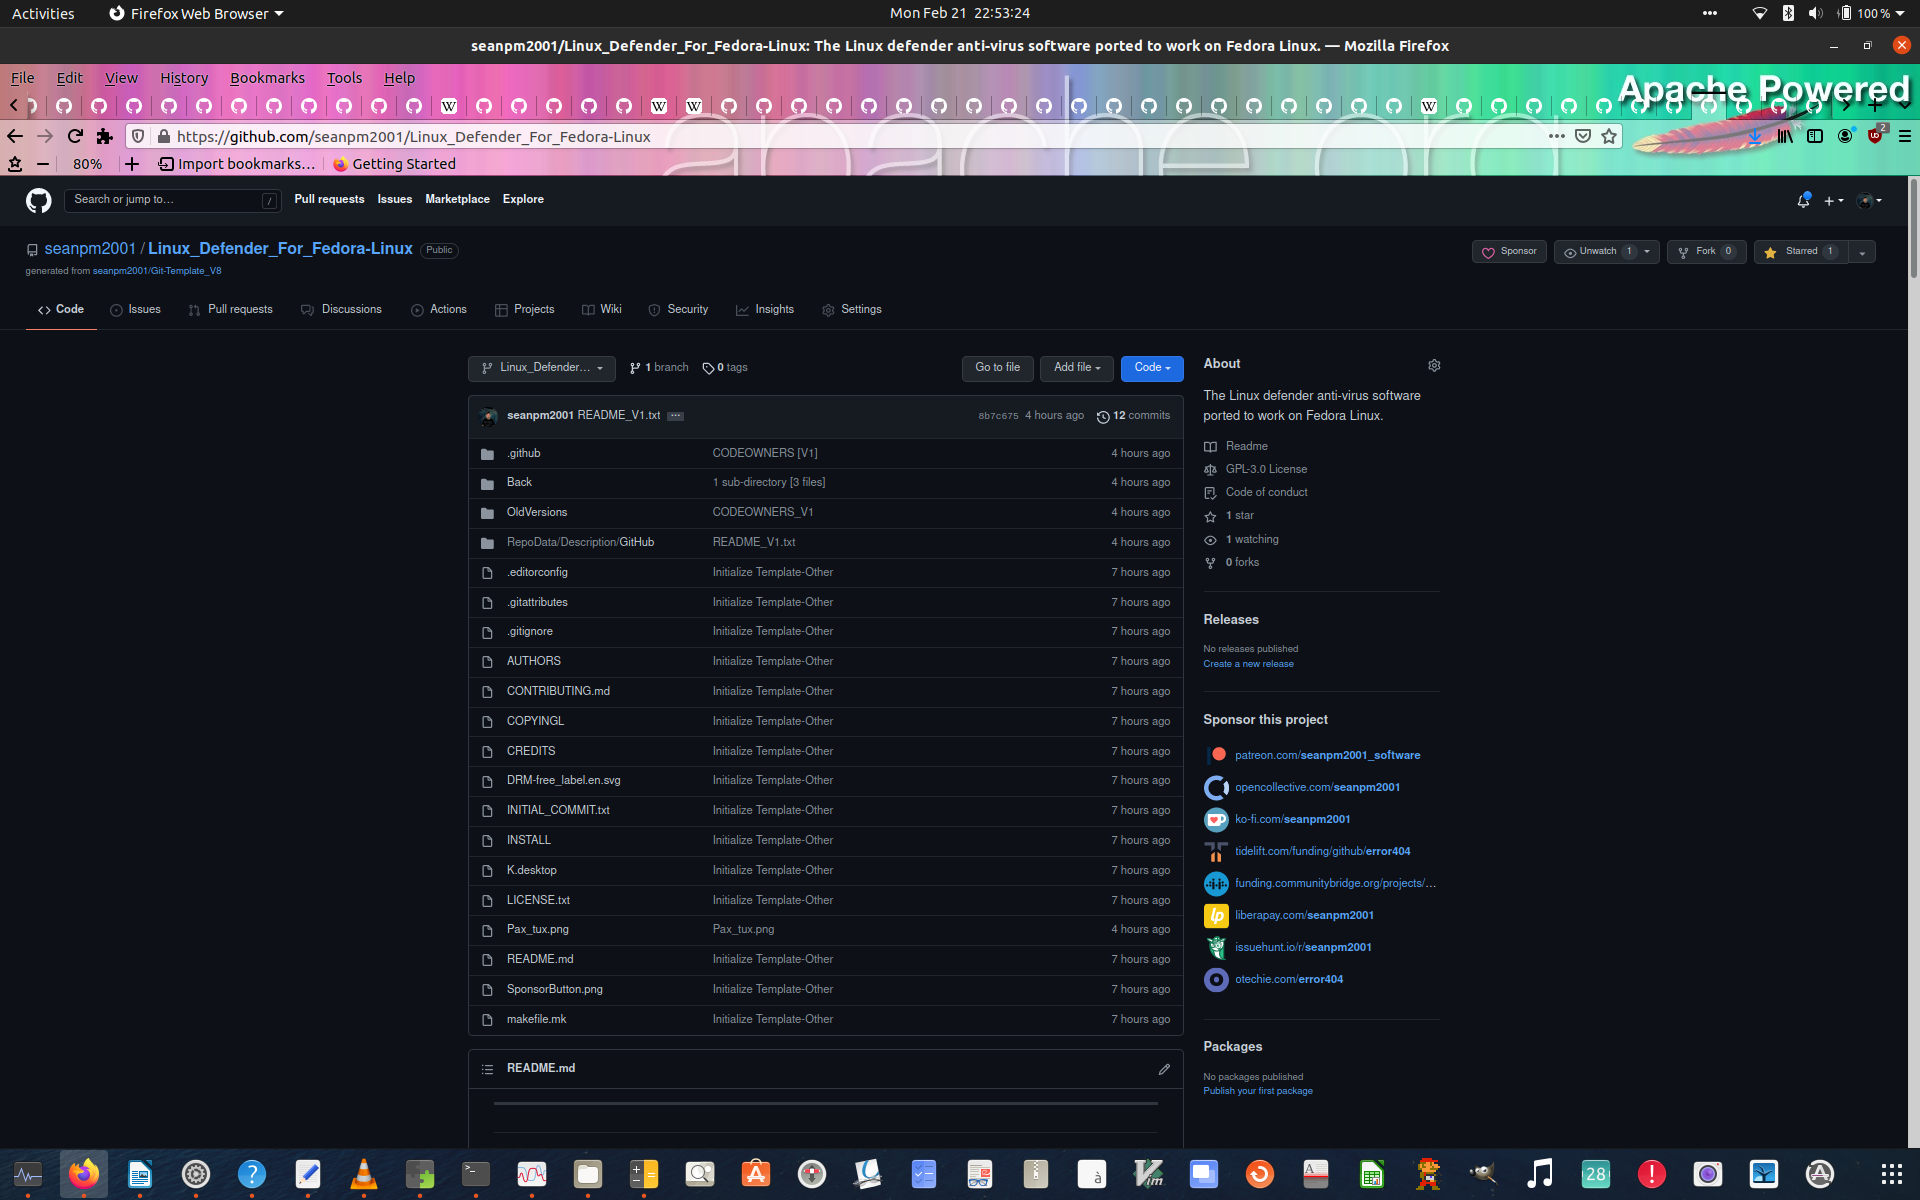 Activities
Firefox Web Browser
Mon Feb 21 22:53:24
100 %
seanpm2001/Linux_Defender_For_Fedora-Linux: The Linux defender anti-virus software ported to work on Fedora Linux. — Mozilla Firefox
File Edit View History Bookmarks Tools Help
Apache Powered
https://github.com/seanpm2001/Linux_Defender_For_Fedora-Linux
2
80%
Import bookmarks...
Getting Started
Search or jump to...
/
Pull requests Issues Marketplace Explore
seanpm2001 / Linux_Defender_For_Fedora-Linux Public
generated from seanpm2001/Git-Template_V8
Sponsor
Unwatch 1
Fork 0
Starred 1
Code Issues Pull requests Discussions Actions Projects Wiki Security Insights Settings
Linux_Defender... 1 branch 0 tags
Go to file Add file Code
seanpm2001 README_V1.txt ... 8b7c675 4 hours ago 12 commits
.github CODEOWNERS [V1] 4 hours ago
Back 1 sub-directory [3 files] 4 hours ago
OldVersions CODEOWNERS_V1 4 hours ago
RepoData/Description/GitHub README_V1.txt 4 hours ago
.editorconfig Initialize Template-Other 7 hours ago
.gitattributes Initialize Template-Other 7 hours ago
.gitignore Initialize Template-Other 7 hours ago
AUTHORS Initialize Template-Other 7 hours ago
CONTRIBUTING.md Initialize Template-Other 7 hours ago
COPYINGL Initialize Template-Other 7 hours ago
CREDITS Initialize Template-Other 7 hours ago
DRM-free_label.en.svg Initialize Template-Other 7 hours ago
INITIAL_COMMIT.txt Initialize Template-Other 7 hours ago
INSTALL Initialize Template-Other 7 hours ago
K.desktop Initialize Template-Other 7 hours ago
LICENSE.txt Initialize Template-Other 7 hours ago
Pax_tux.png Pax_tux.png 4 hours ago
README.md Initialize Template-Other 7 hours ago
SponsorButton.png Initialize Template-Other 7 hours ago
makefile.mk Initialize Template-Other 7 hours ago
README.md
About
The Linux defender anti-virus software
ported to work on Fedora Linux.
Readme
GPL-3.0 License
Code of conduct
1 star
1 watching
0 forks
Releases
No releases published
Create a new release
Sponsor this project
patreon.com/seanpm2001_software
opencollective.com/seanpm2001
ko-fi.com/seanpm2001
tidelift.com/funding/github/error404
funding.communitybridge.org/projects/...
liberapay.com/seanpm2001
issuehunt.io/r/seanpm2001
otechie.com/error404
Packages
No packages published
Publish your first package
28